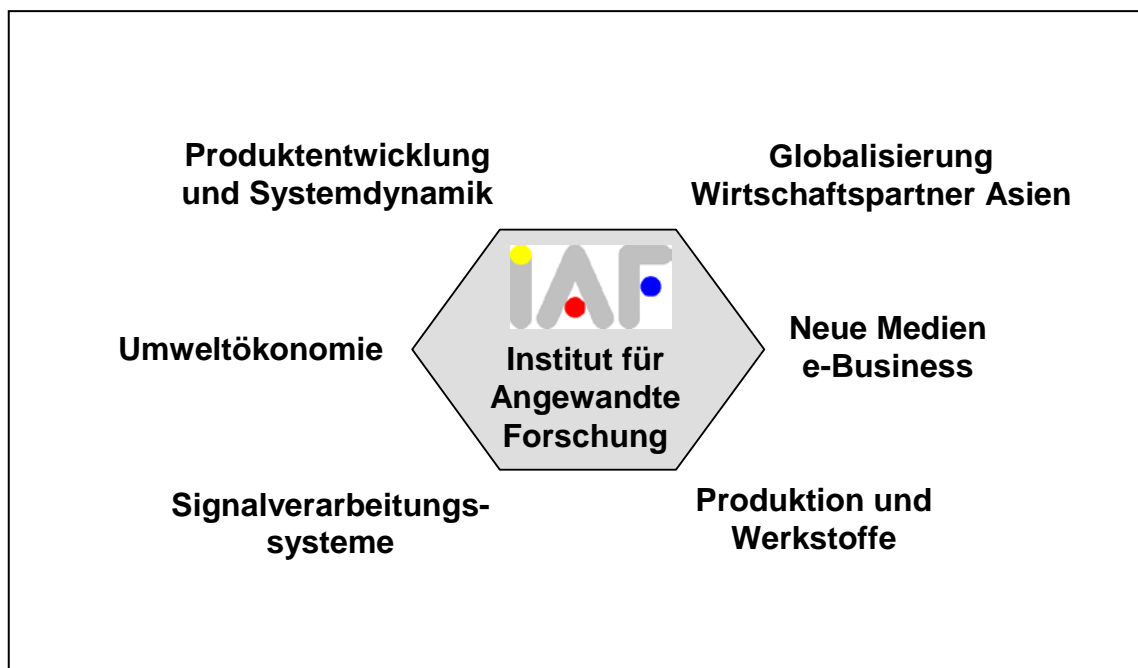 Produktentwicklung
und Systemdynamik
Globalisierung
Wirtschaftspartner Asien
IAF
Institut für
Angewandte
Forschung
Umweltökonomie
Neue Medien
e-Business
Signalverarbeitungs-
systeme
Produktion und
Werkstoffe